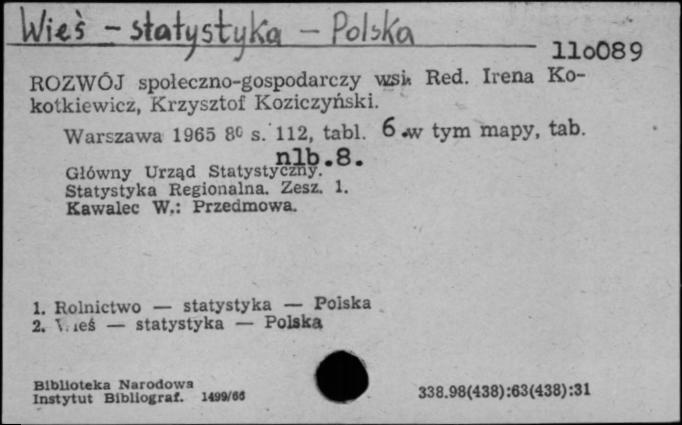 Wieś - statystyka - Polska
11o089
ROZWÓJ społeczno-gospodarczy wsi. Red. Irena Ko-
kotkiewicz, Krzysztof Koziczyński.
Warszawa 1965 8° s. 112, tabl. 6 w tym mapy, tab.
nlb.8.
Główny Urząd Statystyczny.
Statystyka Regionalna. Zesz. 1.
Kawalec W.: Przedmowa.
1. Rolnictwo — statystyka — Polska
2. Wieś — statystyka — Polska
Biblioteka Narodowa
Instytut Bibliograf. 1499/66
338.98(438):63(438):31